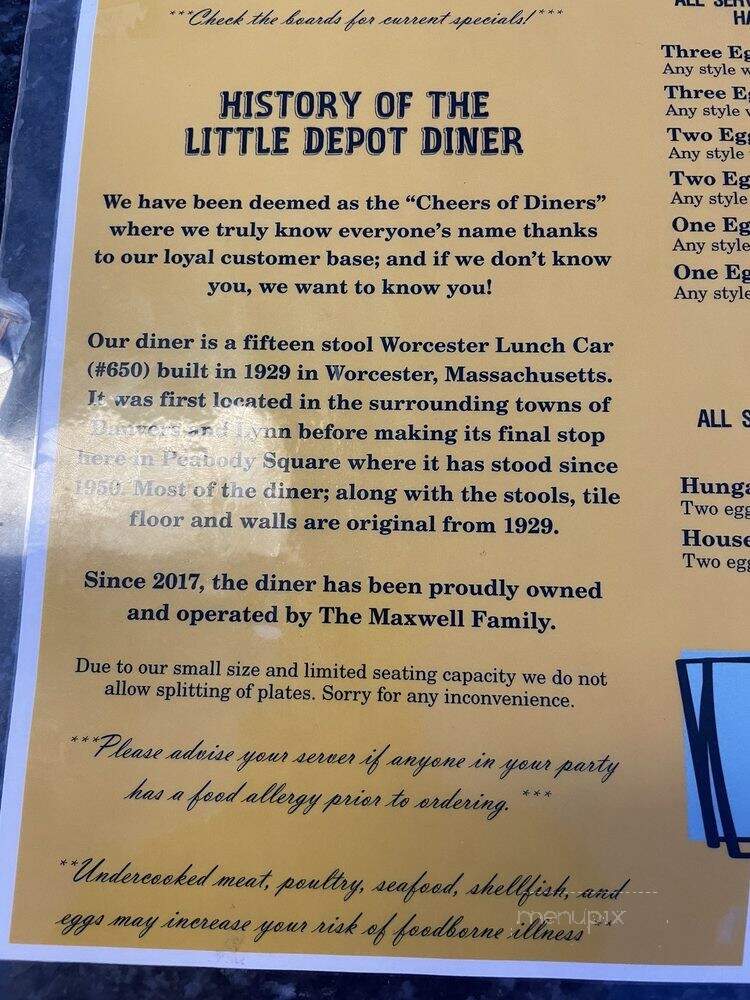 ***Check the boards for current specials!***
HISTORY OF THE
LITTLE DEPOT DINER
We have been deemed as the “Cheers of Diners”
where we truly know everyone’s name thanks
to our loyal customer base; and if we don’t know
you, we want to know you!
Our diner is a fifteen stool Worcester Lunch Car
(#650) built in 1929 in Worcester, Massachusetts.
It was first located in the surrounding towns of
Danvers and Lynn before making its final stop
here in Peabody Square where it has stood since
1950. Most of the diner; along with the stools, tile
floor and walls are original from 1929.
Since 2017, the diner has been proudly owned
and operated by The Maxwell Family.
Due to our small size and limited seating capacity we do not
allow splitting of plates. Sorry for any inconvenience.
***Please advise your server if anyone in your party
has a food allergy prior to ordering. ***
**Undercooked meat, poultry, seafood, shellfish, and
eggs may increase your risk of foodborne illness**
menupix
ALL
Three
Any style
Three
Any style
Two
Any style
Two
Any style
One
Any style
One
Any style
ALL
Two
House
Two